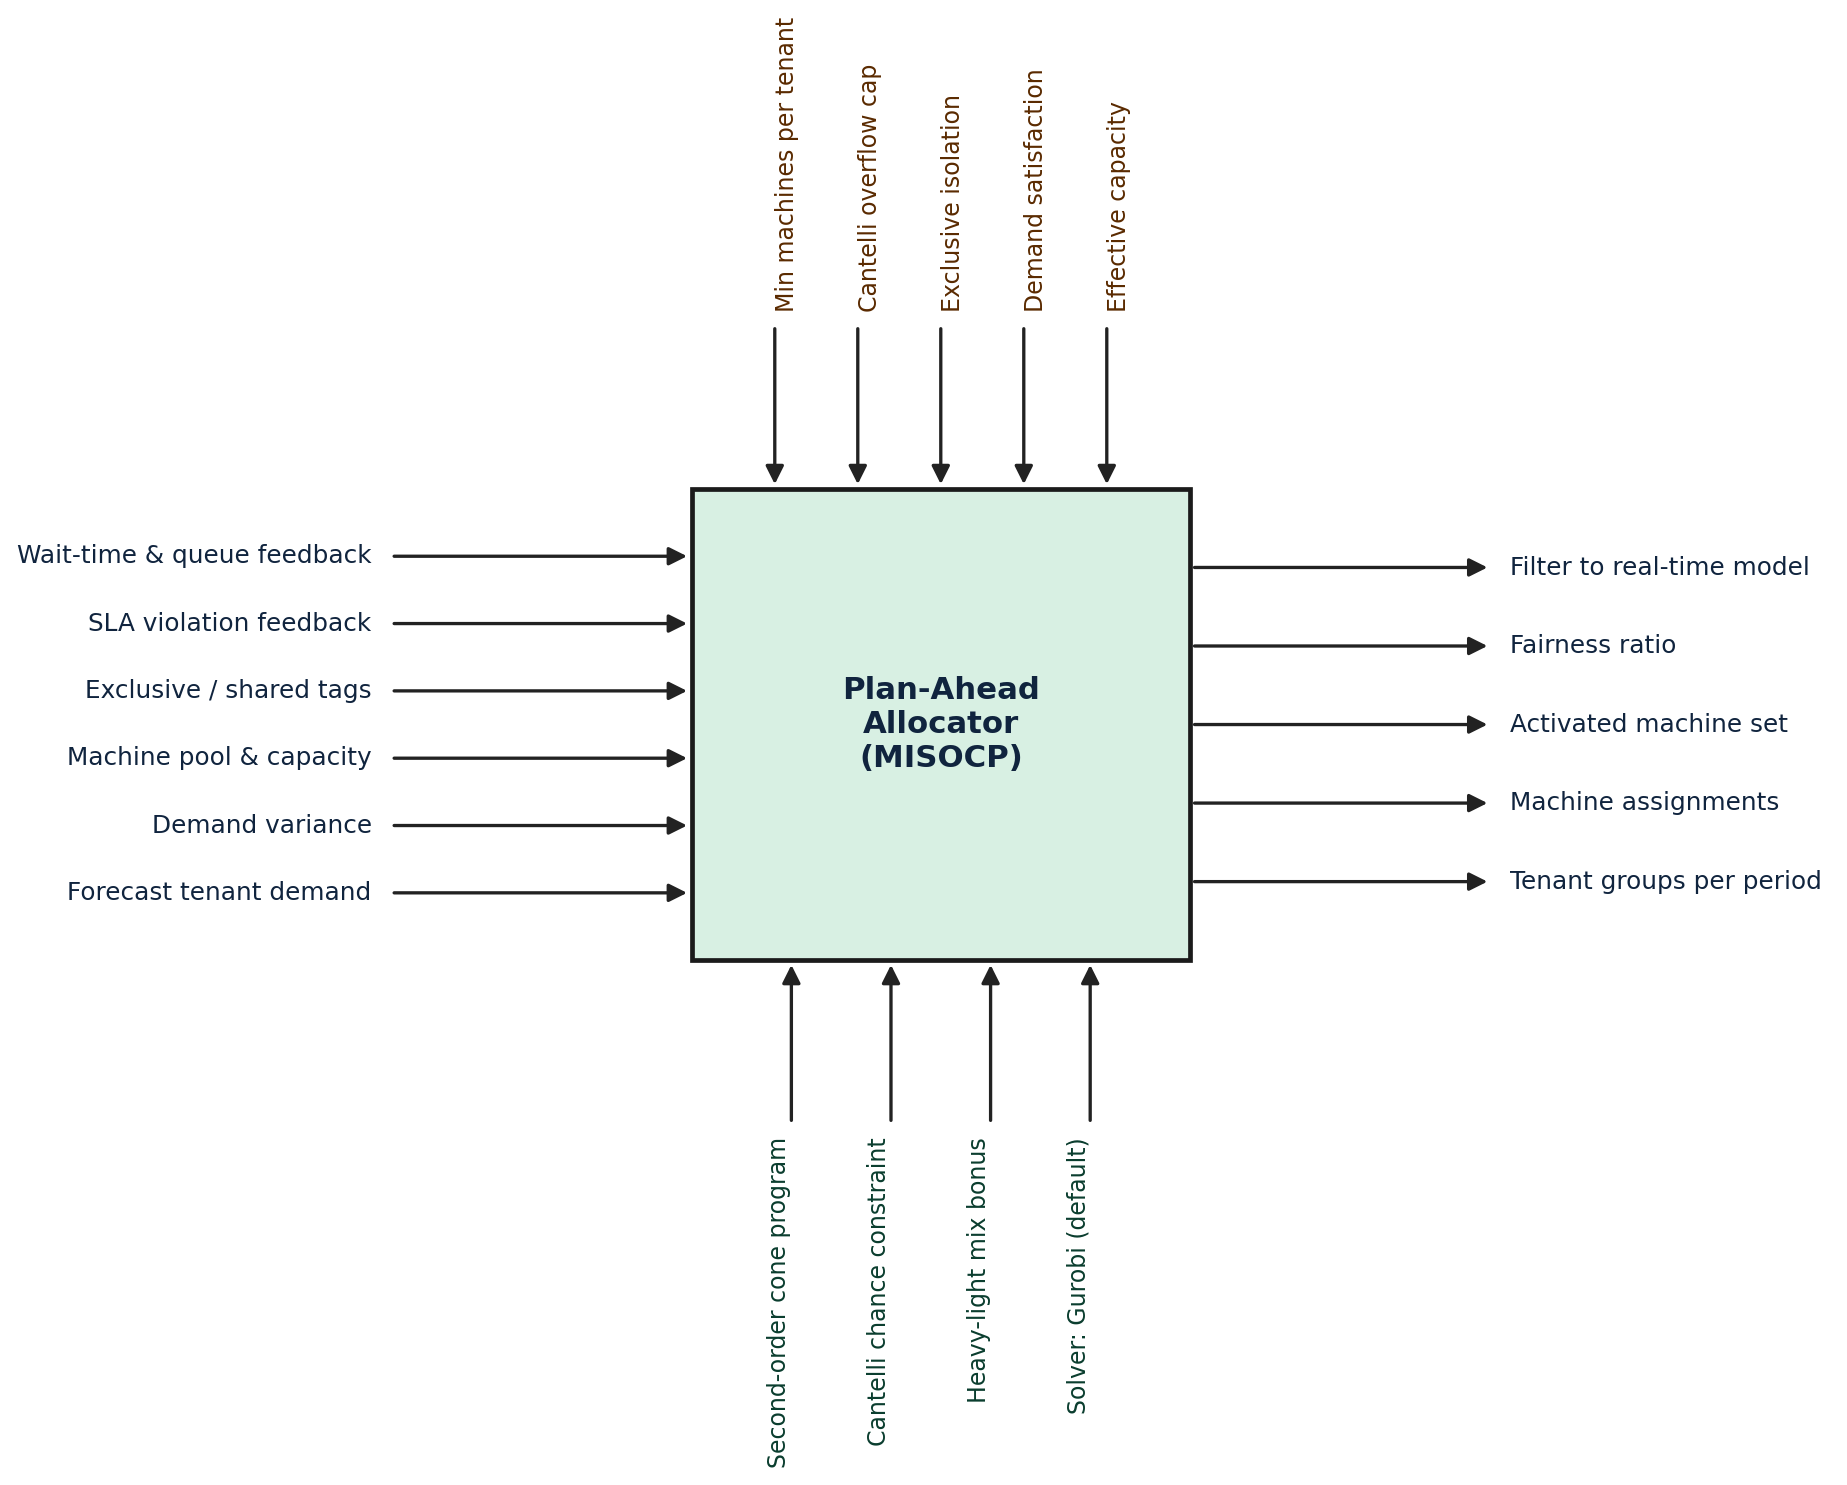 Min machines per tenant
Cantelli overflow cap
Exclusive isolation
Demand satisfaction
Effective capacity
Wait-time & queue feedback
SLA violation feedback
Exclusive / shared tags
Machine pool & capacity
Demand variance
Forecast tenant demand
Plan-Ahead
Allocator
(MISOCP)
Filter to real-time model
Fairness ratio
Activated machine set
Machine assignments
Tenant groups per period
Second-order cone program
Cantelli chance constraint
Heavy-light mix bonus
Solver: Gurobi (default)